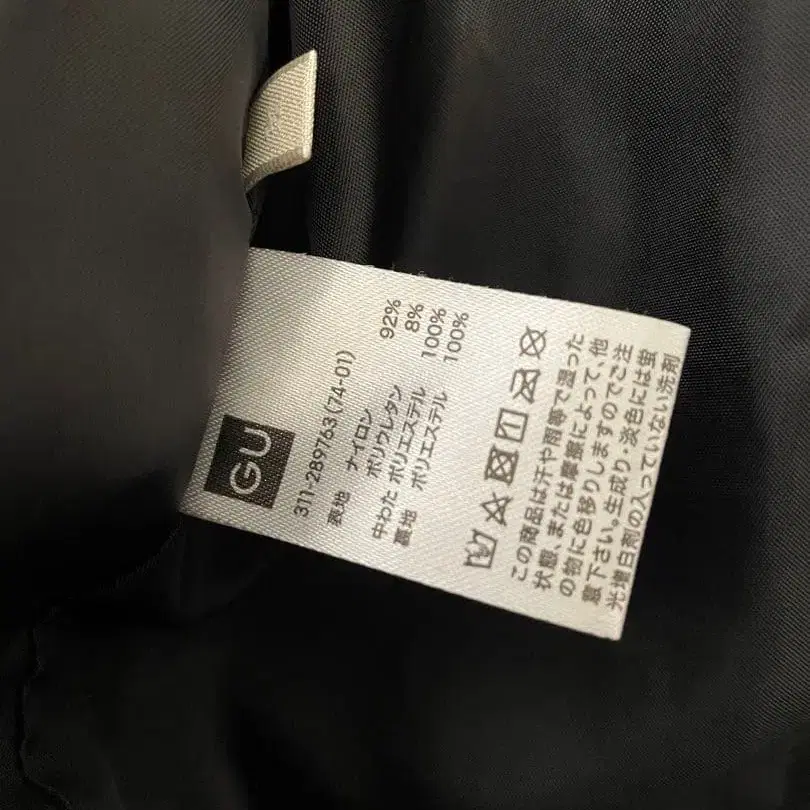 GU
311-289763(74-01)
表地 ナイロン 92%
ポリウレタン 8%
中わた ポリエステル 100%
裏地 ポリエステル 100%
この商品は汗や雨等で湿った
状態、または摩擦によって、他
の物に色移りしますのでご注
意下さい。生成り・淡色には蛍
光増白剤の入っていない洗剤